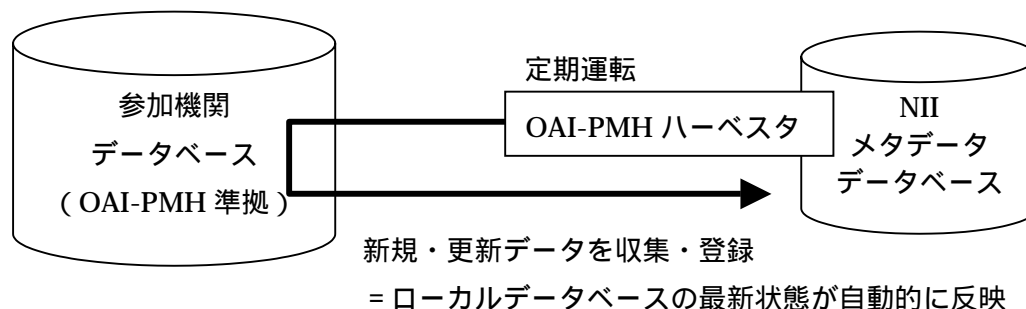 参加機関
データベース
（OAI-PMH 準拠）
定期運転
OAI-PMH ハーベスタ
NII
メタデータ
データベース
新規・更新データを収集・登録
= ローカルデータベースの最新状態が自動的に反映